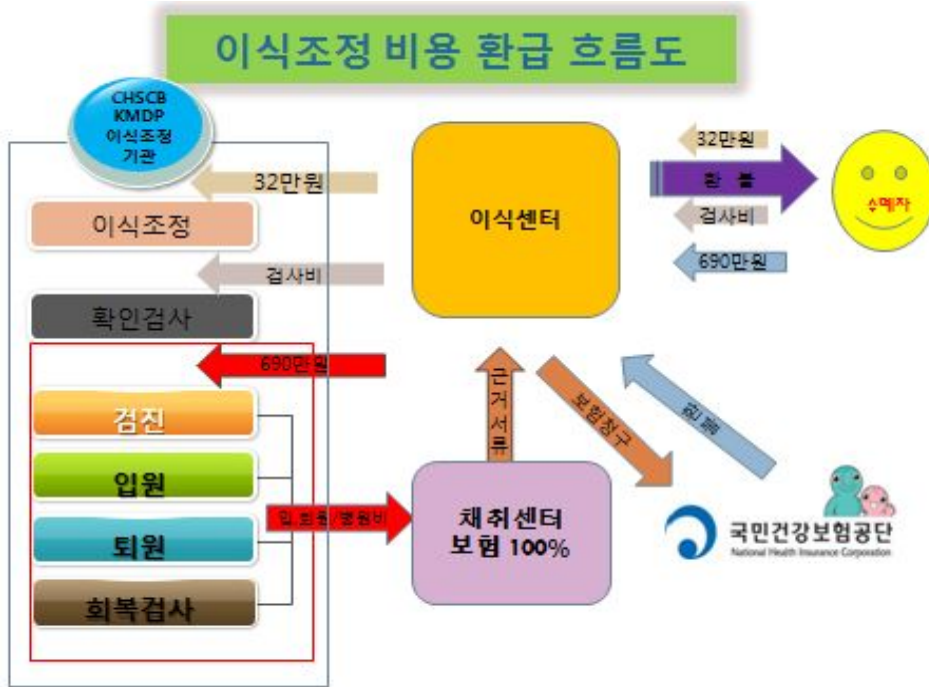 이식조정 비용 환급 흐름도
CHSCB
KMDP
이식조정
기관
32만원
이식조정
검사비
확인검사
690만원
검진
입원
퇴원
회복검사
입,퇴원/병원비
이식센터
32만원
환 불
검사비
690만원
수혜자
근거서류
보험청구
환불
채취센터
보험 100%
국민건강보험공단
National Health Insurance Corporation